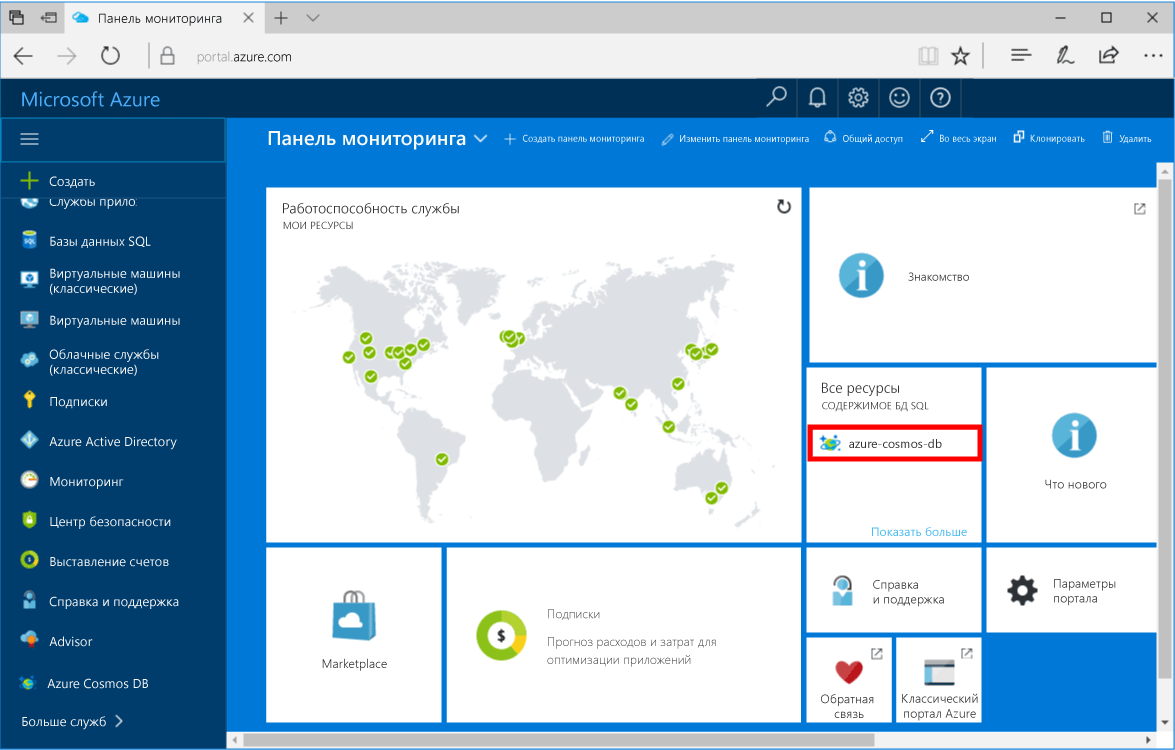 Панель мониторинга
portal.azure.com
Microsoft Azure
Панель мониторинга
Создать панель мониторинга
Изменить панель мониторинга
Общий доступ
Во весь экран
Клонировать
Удалить
Создать
Службы прило
Базы данных SQL
Виртуальные машины
(классические)
Виртуальные машины
Облачные службы
(классические)
Подписки
Azure Active Directory
Мониторинг
Центр безопасности
Выставление счетов
Справка и поддержка
Advisor
Azure Cosmos DB
Больше служб
Работоспособность службы
МОИ РЕСУРСЫ
Знакомство
Все ресурсы
СОДЕРЖИМОЕ БД SQL
azure-cosmos-db
Показать больше
Что нового
Marketplace
Подписки
Прогноз расходов и затрат для
оптимизации приложений
Справка
и поддержка
Параметры
портала
Обратная
связь
Классический
портал Azure